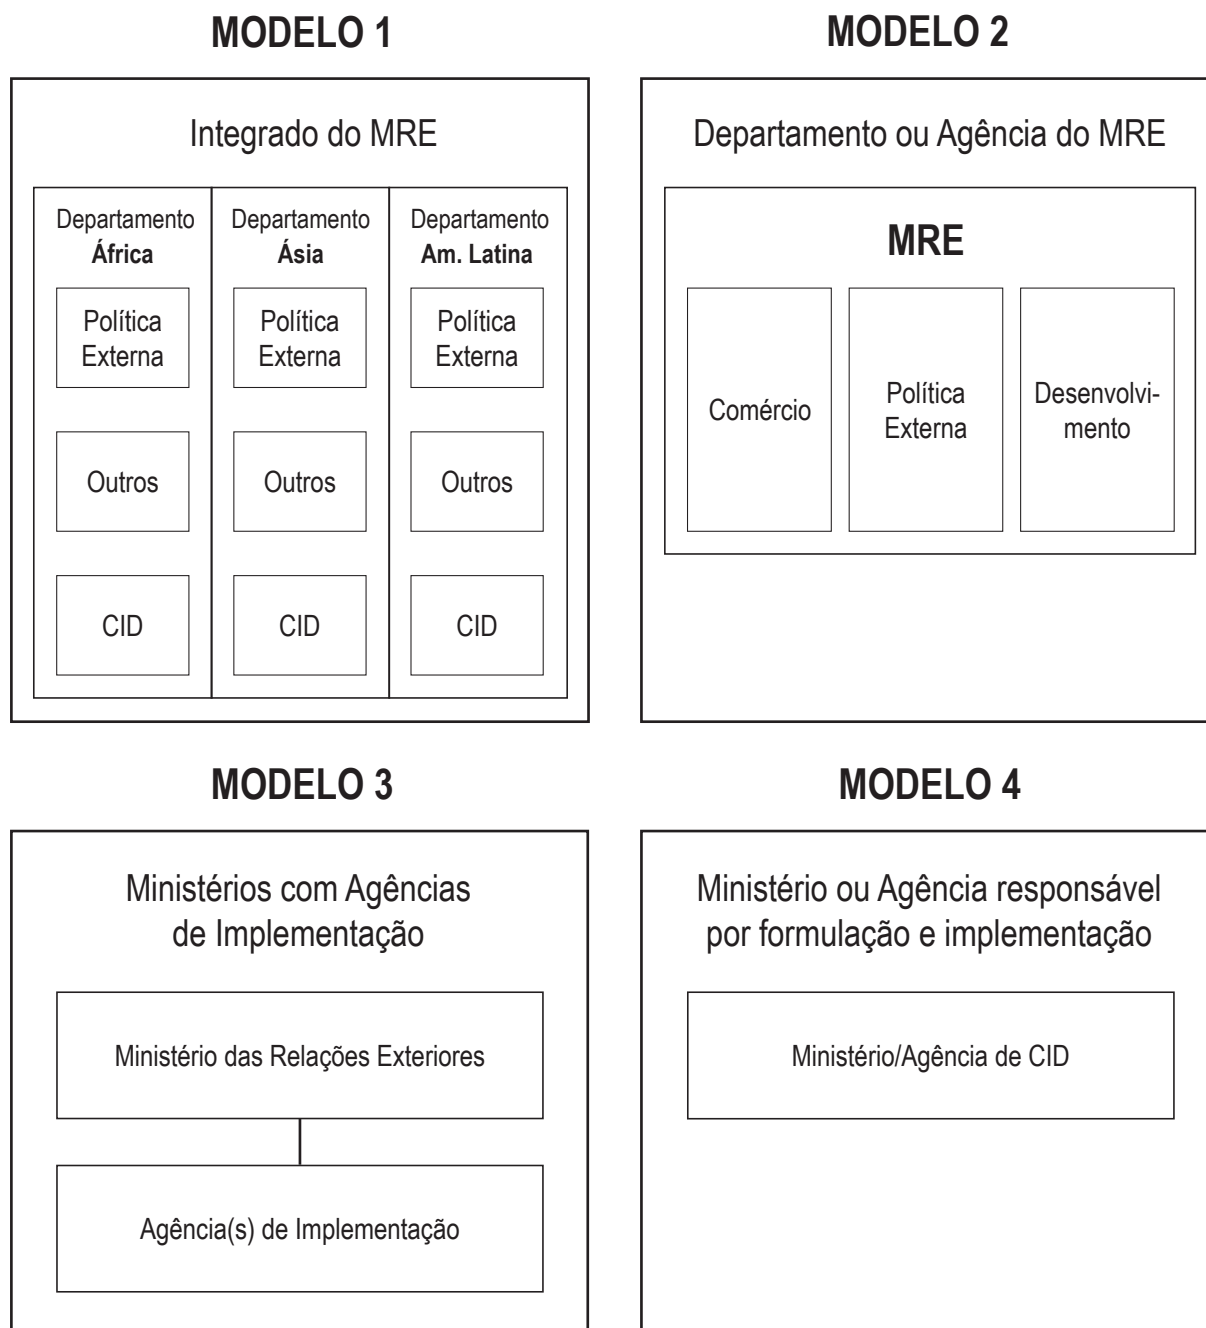 MODELO 1
Integrado do MRE
Departamento
África
Política
Externa
Outros
CID
Departamento
Ásia
Política
Externa
Outros
CID
Departamento
Am. Latina
Política
Externa
Outros
CID
MODELO 2
Departamento ou Agência do MRE
MRE
Comércio
Política
Externa
Desenvolvi-
mento
MODELO 3
Ministérios com Agências
de Implementação
Ministério das Relações Exteriores
Agência(s) de Implementação
MODELO 4
Ministério ou Agência responsável
por formulação e implementação
Ministério/Agência de CID